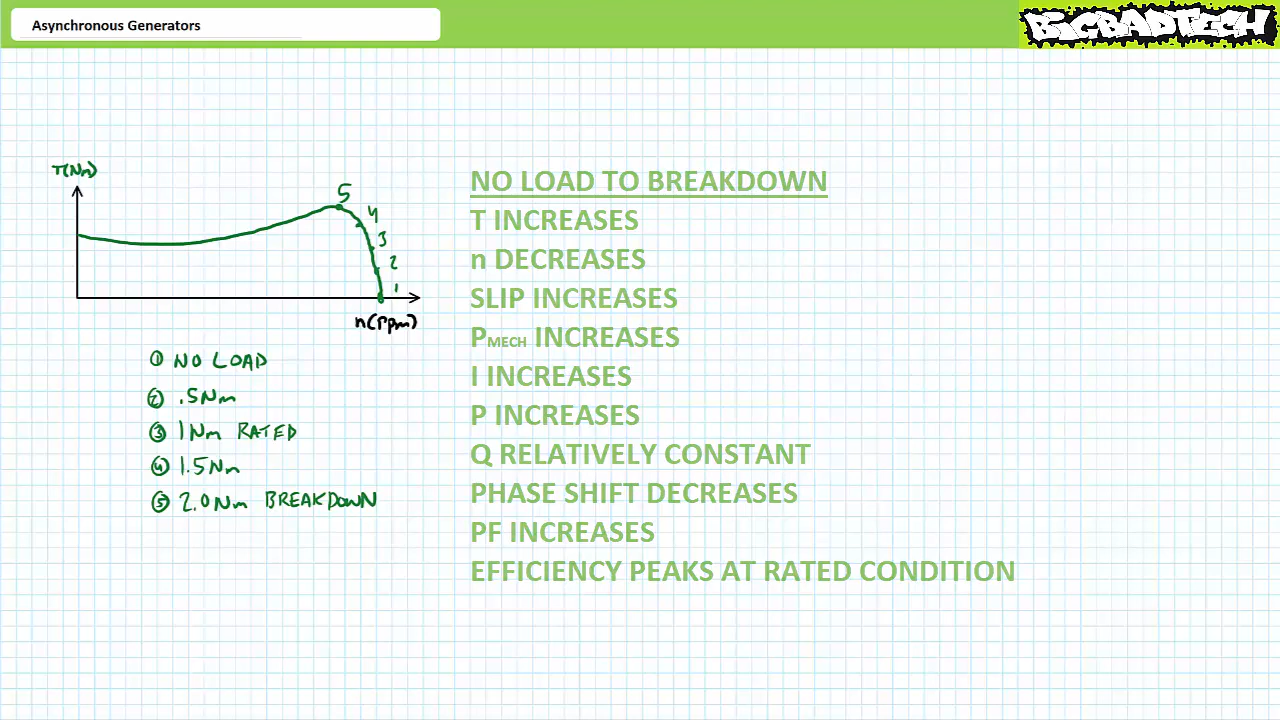 Asynchronous Generators
BIGBADTECH
T(Nm)
5
4
3
2
1
n(rpm)
① NO LOAD
② .5Nm
③ 1Nm RATED
④ 1.5Nm
⑤ 2.0Nm BREAKDOWN
NO LOAD TO BREAKDOWN
T INCREASES
n DECREASES
SLIP INCREASES
PMECH INCREASES
I INCREASES
P INCREASES
Q RELATIVELY CONSTANT
PHASE SHIFT DECREASES
PF INCREASES
EFFICIENCY PEAKS AT RATED CONDITION